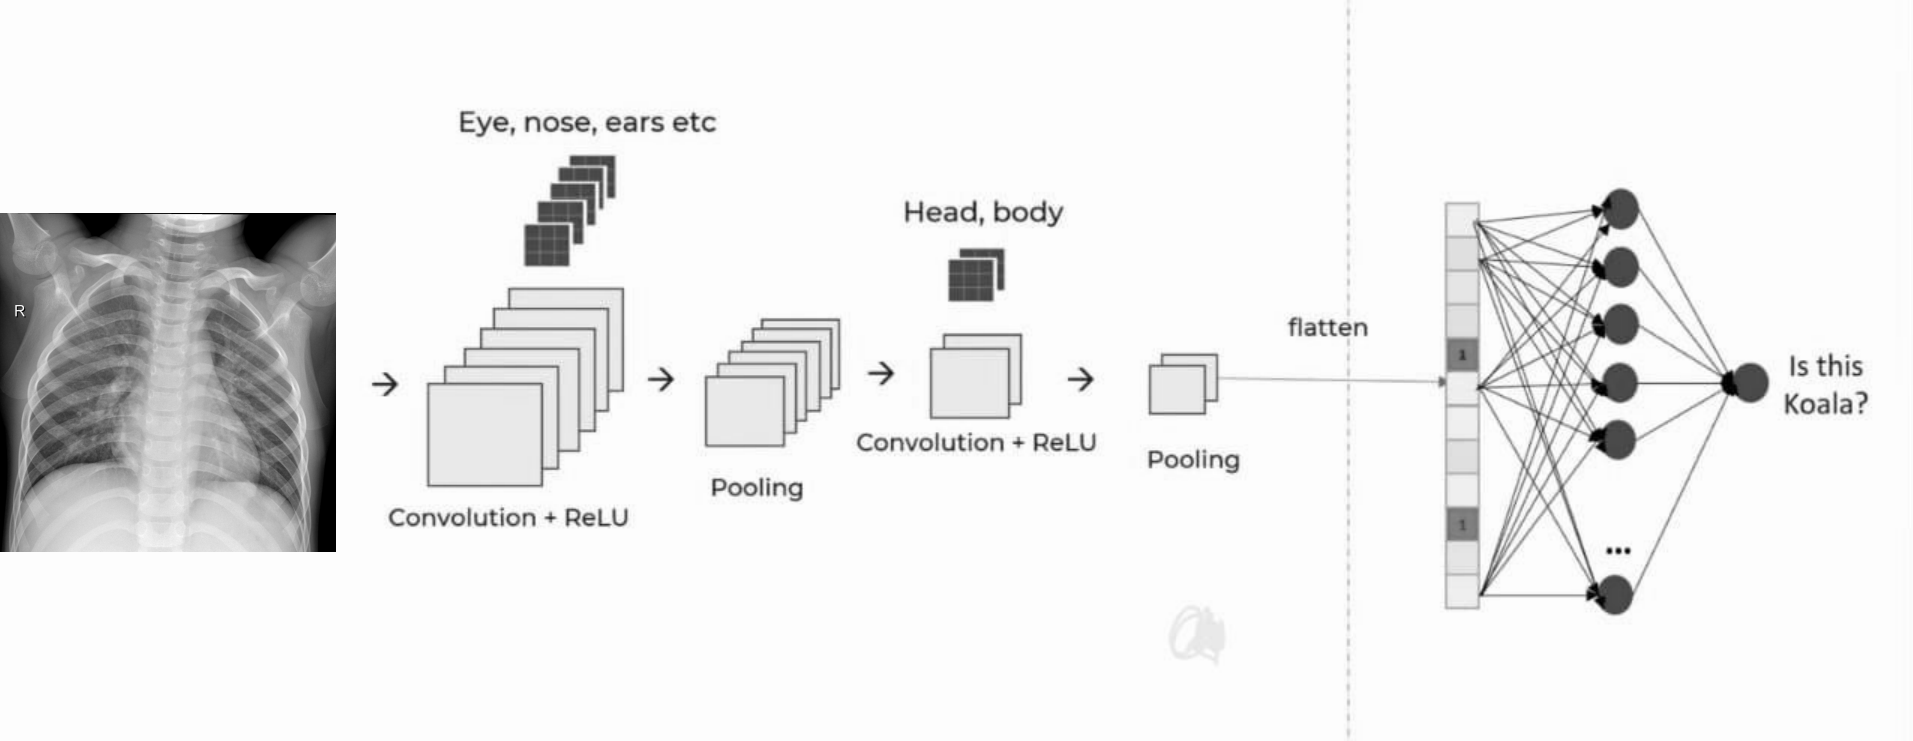 Eye, nose, ears etc
Head, body
R
flatten
1
Is this
Koala?
Convolution + ReLU
Pooling
Convolution + ReLU
Pooling
1